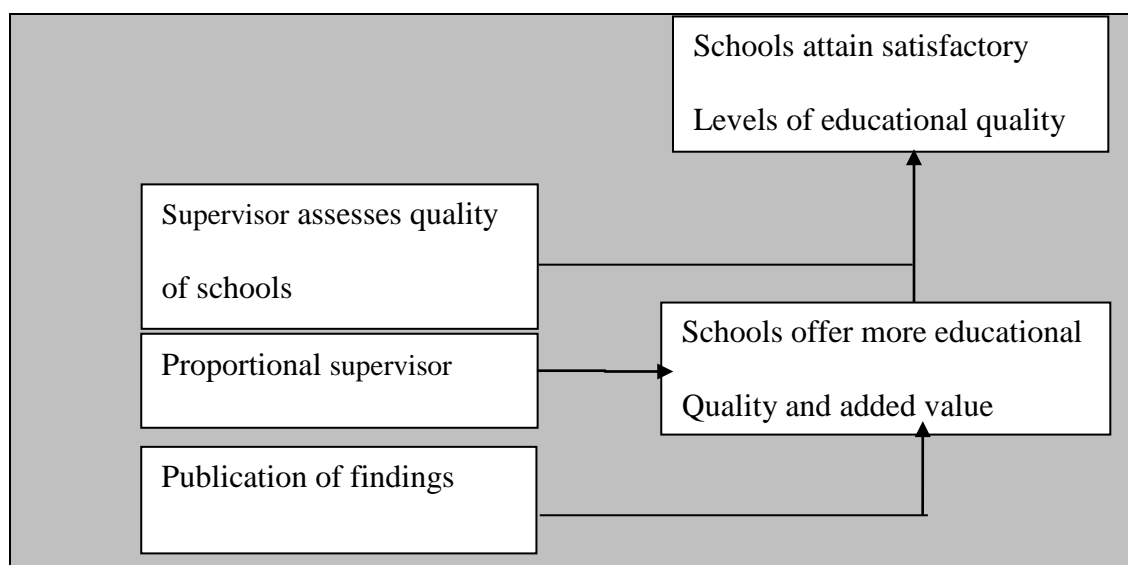 Schools attain satisfactory
Levels of educational quality
Supervisor assesses quality
of schools
Schools offer more educational
Quality and added value
Proportional supervisor
Publication of findings